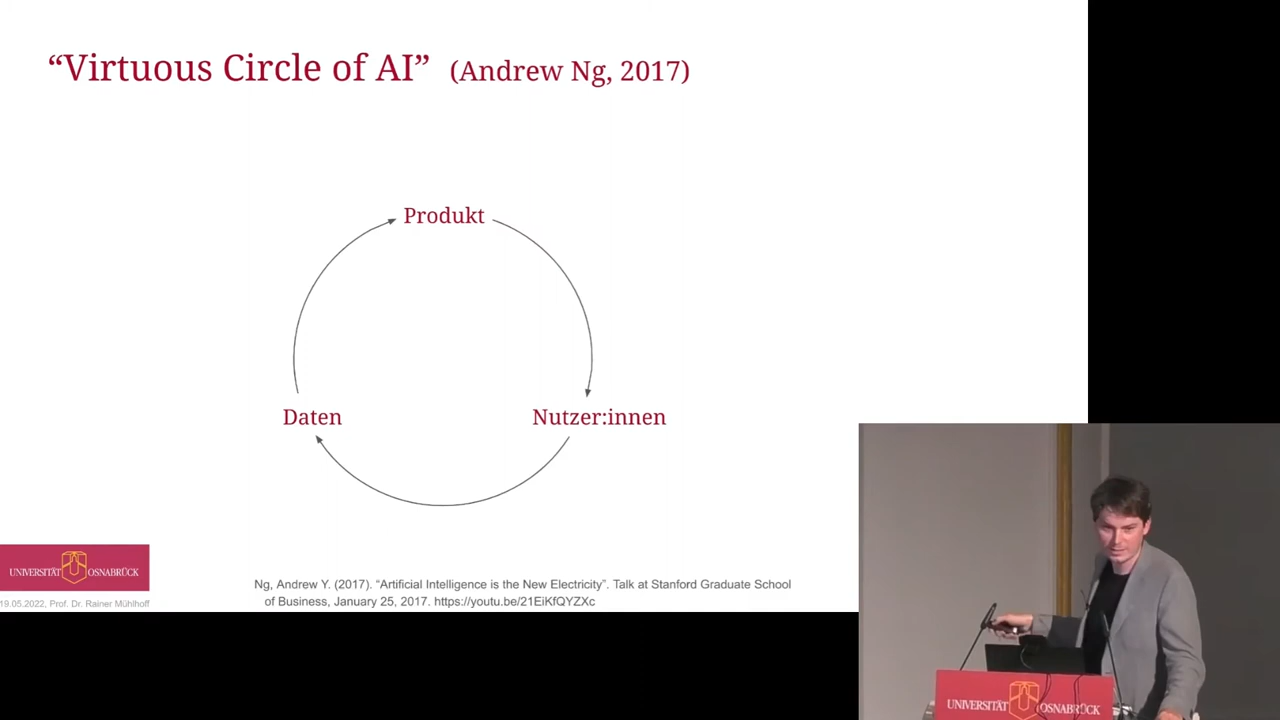 “Virtuous Circle of AI” (Andrew Ng, 2017)
Produkt
Daten
Nutzer:innen
UNIVERSITÄT OSNABRÜCK
19.05.2022, Prof. Dr. Rainer Mühlhoff
Ng, Andrew Y. (2017). “Artificial Intelligence is the New Electricity”. Talk at Stanford Graduate School
of Business, January 25, 2017. https://youtu.be/21EiKfQYZXc
UNIVERSITÄT OSNABRÜCK